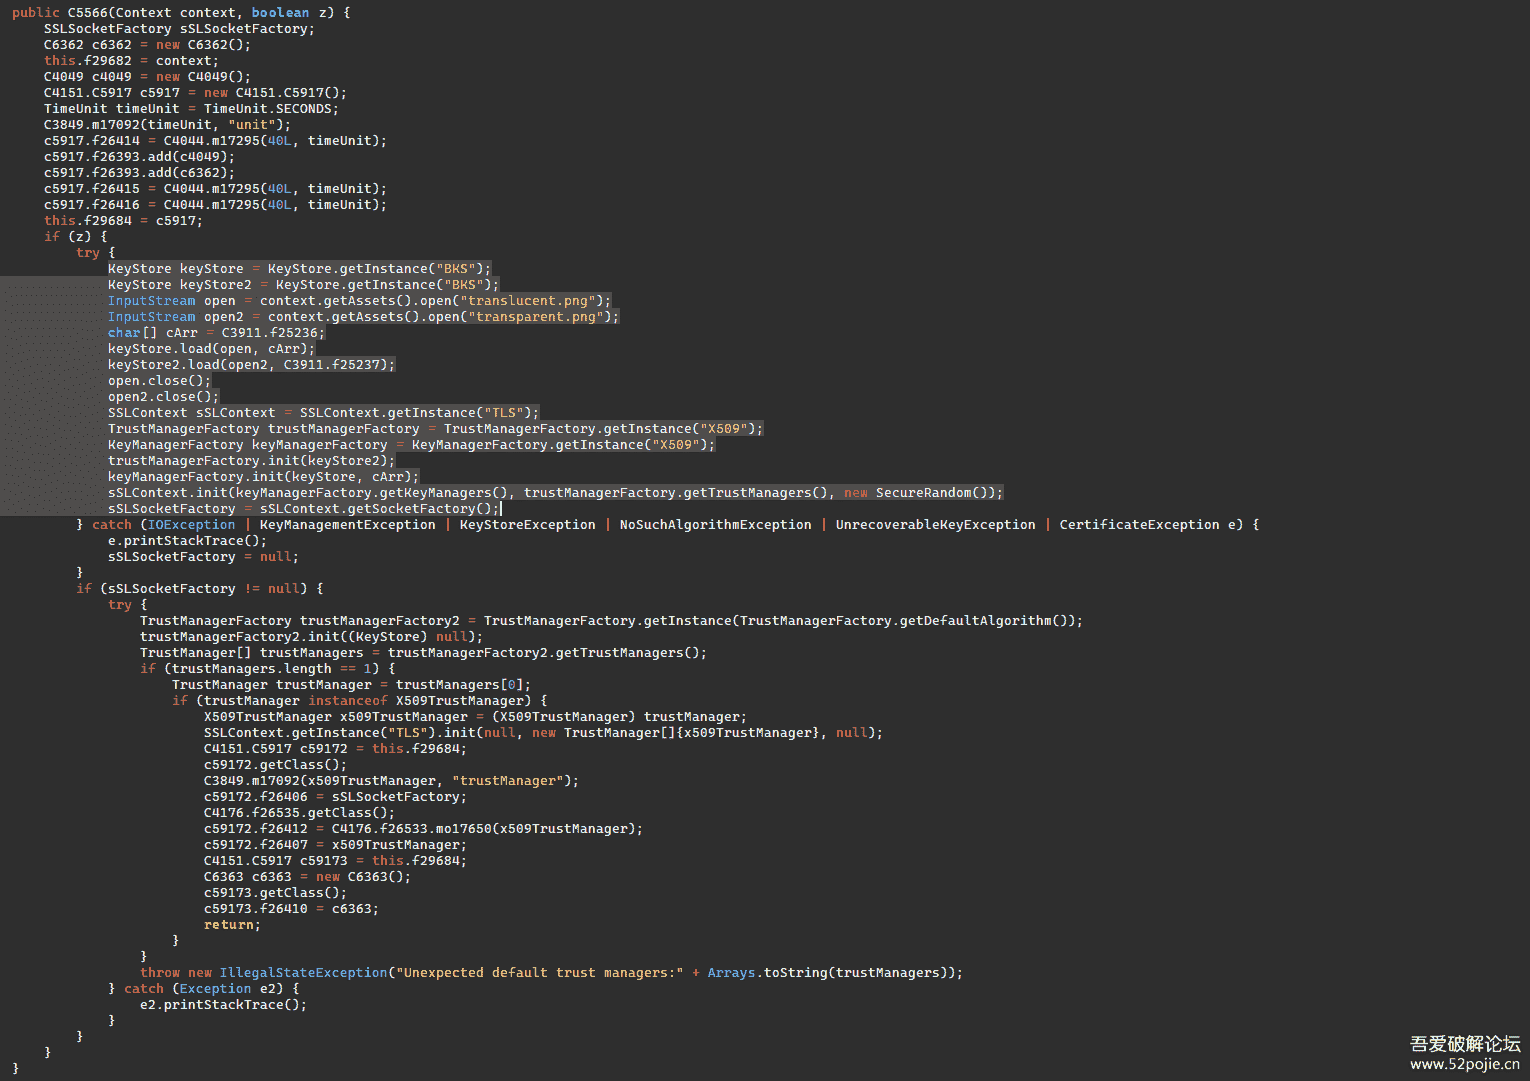 public C5566(Context context, boolean z) {
SSLSocketFactory sSLSocketFactory;
C6362 c6362 = new C6362();
this.f29682 = context;
C4049 c4049 = new C4049();
C4151.C5917 c5917 = new C4151.C5917();
TimeUnit timeUnit = TimeUnit.SECONDS;
C3849.m17092(timeUnit, "unit");
c5917.f26414 = C4044.m17295(40L, timeUnit);
c5917.f26393.add(c4049);
c5917.f26393.add(c6362);
c5917.f26415 = C4044.m17295(40L, timeUnit);
c5917.f26416 = C4044.m17295(40L, timeUnit);
this.f29684 = c5917;
if (z) {
try {
KeyStore keyStore = KeyStore.getInstance("BKS");
KeyStore keyStore2 = KeyStore.getInstance("BKS");
InputStream open = context.getAssets().open("translucent.png");
InputStream open2 = context.getAssets().open("transparent.png");
char[] cArr = C3911.f25236;
keyStore.load(open, cArr);
keyStore2.load(open2, C3911.f25237);
open.close();
open2.close();
SSLContext sSLContext = SSLContext.getInstance("TLS");
TrustManagerFactory trustManagerFactory = TrustManagerFactory.getInstance("X509");
KeyManagerFactory keyManagerFactory = KeyManagerFactory.getInstance("X509");
trustManagerFactory.init(keyStore2);
keyManagerFactory.init(keyStore, cArr);
sSLContext.init(keyManagerFactory.getKeyManagers(), trustManagerFactory.getTrustManagers(), new SecureRandom());
sSLSocketFactory = sSLContext.getSocketFactory();
} catch (IOException | KeyManagementException | KeyStoreException | NoSuchAlgorithmException | UnrecoverableKeyException | CertificateException e) {
e.printStackTrace();
sSLSocketFactory = null;
}
if (sSLSocketFactory != null) {
try {
TrustManagerFactory trustManagerFactory2 = TrustManagerFactory.getInstance(TrustManagerFactory.getDefaultAlgorithm());
trustManagerFactory2.init((KeyStore) null);
TrustManager[] trustManagers = trustManagerFactory2.getTrustManagers();
if (trustManagers.length == 1) {
TrustManager trustManager = trustManagers[0];
if (trustManager instanceof X509TrustManager) {
X509TrustManager x509TrustManager = (X509TrustManager) trustManager;
SSLContext.getInstance("TLS").init(null, new TrustManager[]{x509TrustManager}, null);
C4151.C5917 c59172 = this.f29684;
c59172.getClass();
C3849.m17092(x509TrustManager, "trustManager");
c59172.f26406 = sSLSocketFactory;
C4176.f26535.getClass();
c59172.f26412 = C4176.f26533.mo17650(x509TrustManager);
c59172.f26407 = x509TrustManager;
C4151.C5917 c59173 = this.f29684;
C6363 c6363 = new C6363();
c59173.getClass();
c59173.f26410 = c6363;
return;
}
}
throw new IllegalStateException("Unexpected default trust managers:" + Arrays.toString(trustManagers));
} catch (Exception e2) {
e2.printStackTrace();
}
}
}
}
吾爱破解论坛
www.52pojie.cn